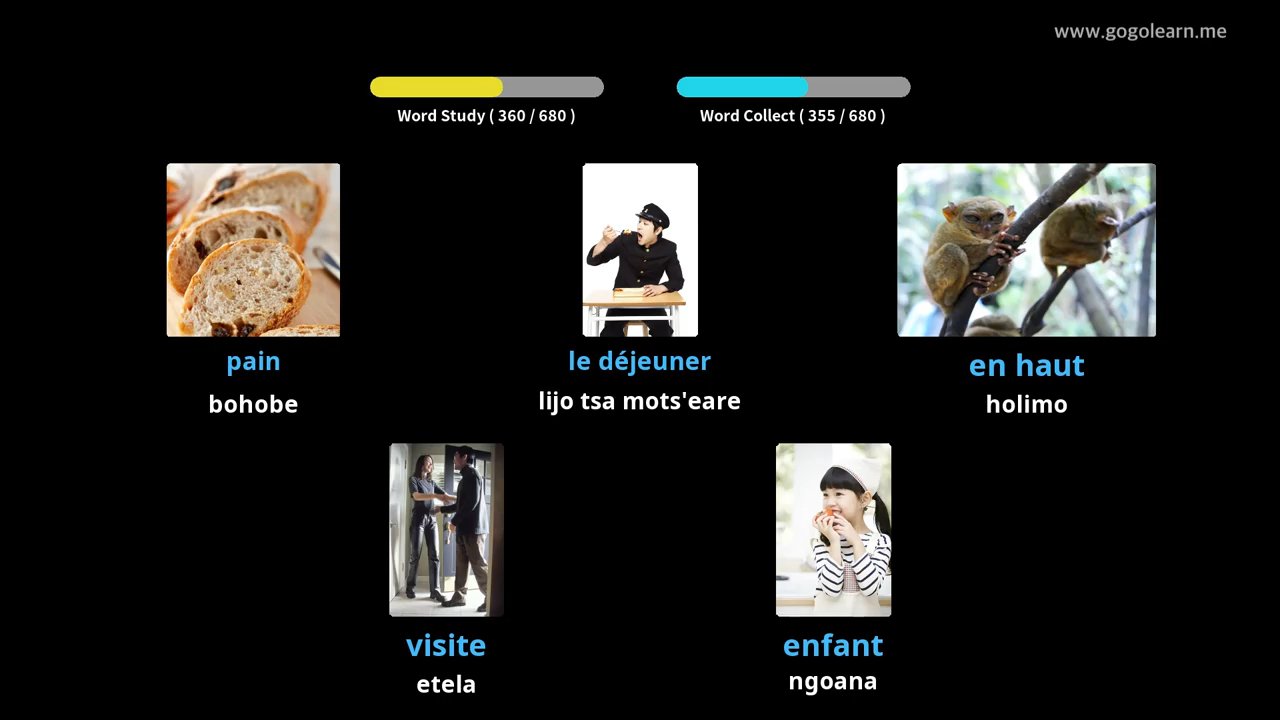 www.gogolearn.me
Word Study ( 360 / 680 )
Word Collect ( 355 / 680 )
pain
bohobe
le déjeuner
lijo tsa mots'eare
en haut
holimo
visite
etela
enfant
ngoana